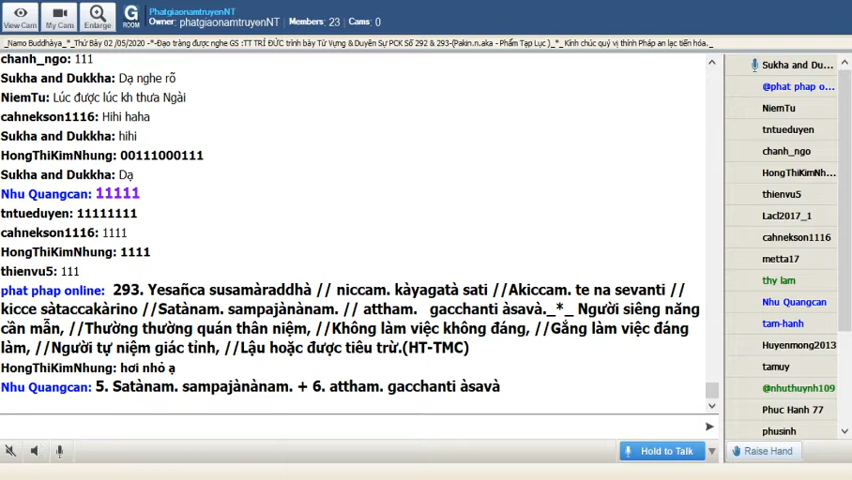 View Cam
My Cam
Enlarge
G
ROOM
PhatgiaonamtruyenNT
Owner: phatgiaonamtruyenNT Members: 23 Cams: 0
_Namo Buddhàya_*_Thứ Bảy 02 /05/2020 -*-Đạo tràng được nghe GS :TT TRÍ ĐỨC trình bày Từ Vựng & Duyên Sự PCK Số 292 & 293-(Pakin.n.aka - Phẩm Tạp Lục )_*_ Kính chúc quý vị thính Pháp an lạc tiến hóa._
chanh_ngo: 111
Sukha and Dukkha: Dạ nghe rõ
NiemTu: Lúc được lúc kh thưa Ngài
cahnekson1116: Hihi haha
Sukha and Dukkha: hihi
HongThiKimNhung: 00111000111
Sukha and Dukkha: Dạ
Nhu Quangcan: 11111
tntueduyen: 11111111
cahnekson1116: 1111
HongThiKimNhung: 1111
thienvu5: 111
phat phap online: 293. Yesañca susamàraddhà // niccam. kàyagatà sati //Akiccam. te na sevanti //
kicce sàtaccakàrino //Satànam. sampajànànam. // attham. gacchanti àsavà._*_ Người siêng năng
cần mẫn, //Thường thường quán thân niệm, //Không làm việc không đáng, //Gắng làm việc đáng
làm, //Người tự niệm giác tỉnh, //Lậu hoặc được tiêu trừ.(HT-TMC)
HongThiKimNhung: hơi nhỏ ạ
Nhu Quangcan: 5. Satànam. sampajànànam. + 6. attham. gacchanti àsavà
Hold to Talk
Sukha and Du...
@phat phap o...
NiemTu
tntueduyen
chanh_ngo
HongThiKimNh...
thienvu5
Lacl2017_1
cahnekson1116
metta17
thy lam
Nhu Quangcan
tam-hanh
Huyenmong2013
tamuy
@nhuthuynh109
Phuc Hanh 77
phusinh
Raise Hand